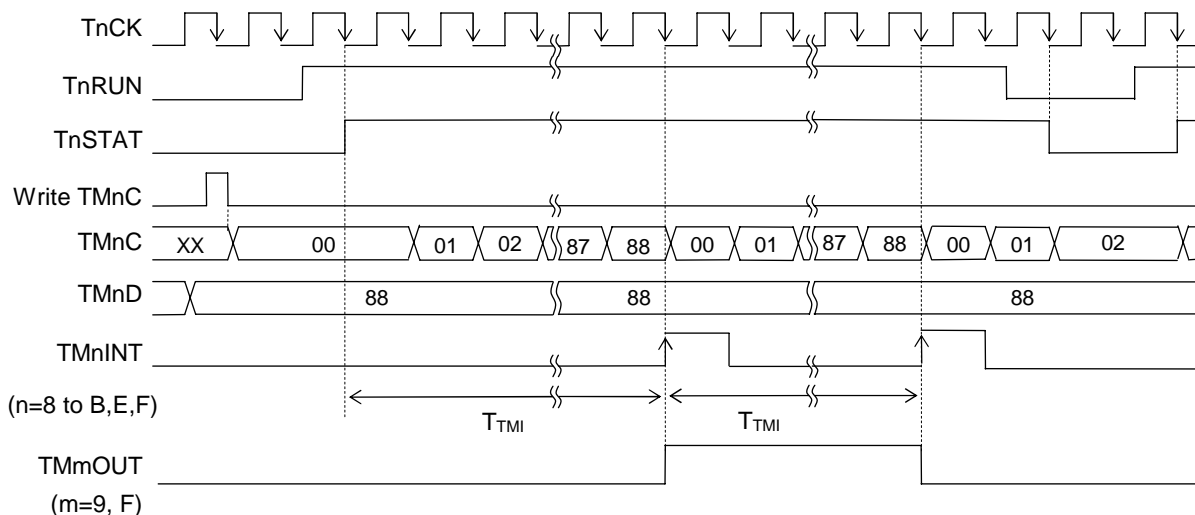 TnCK
TnRUN
TnSTAT
Write TMnC
TMnC XX 00 01 02 87 88 00 01 87 88 00 01 02
TMnD 88 88 88
TMnINT
(n=8 to B,E,F)
TTMI TTMI
TMmOUT
(m=9, F)